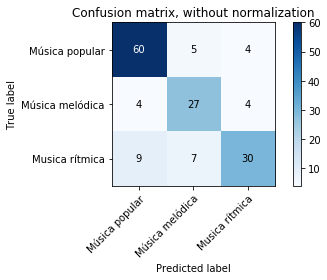 Confusion matrix, without normalization
True label
Música popular
Música melódica
Musica rítmica
60 5 4
4 27 4
9 7 30
Música popular
Música melódica
Musica rítmica
Predicted label
60
50
40
30
20
10